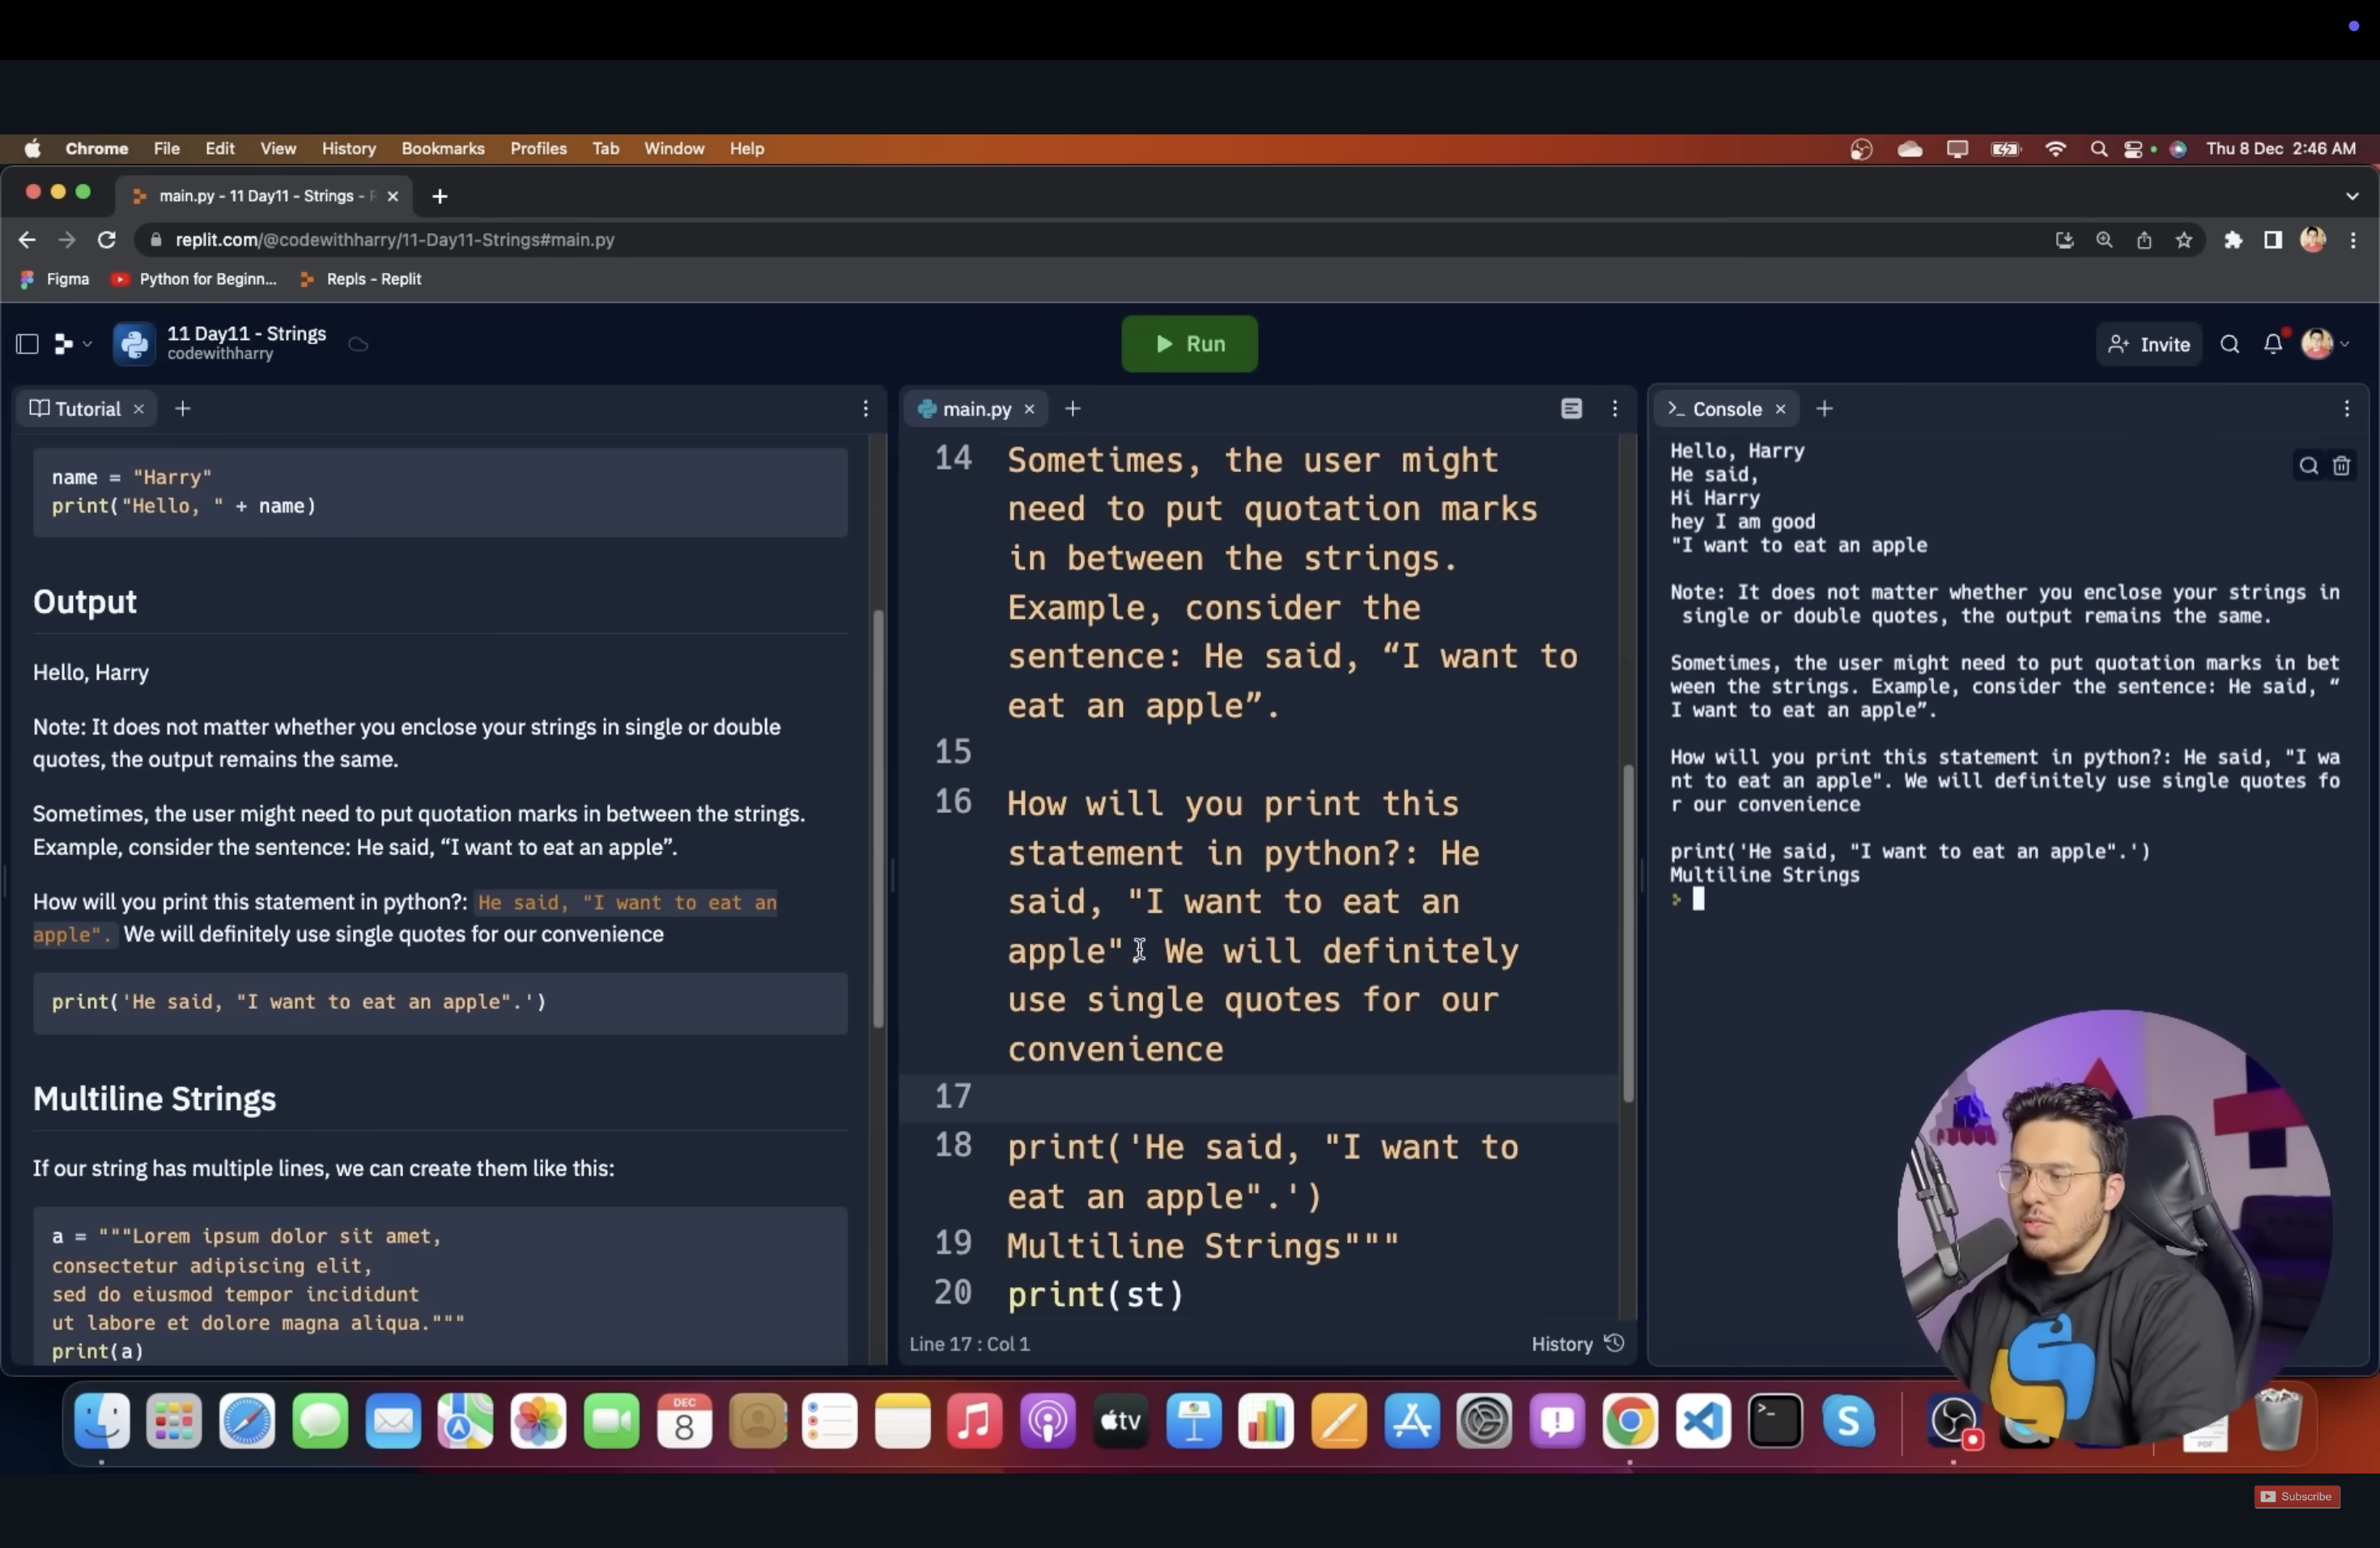 Chrome File Edit View History Bookmarks Profiles Tab Window Help Thu 8 Dec 2:46 AM
main.py - 11 Day11 - Strings -
replit.com/@codewithharry/11-Day11-Strings#main.py
Figma Python for Beginn... Repls - Replit
11 Day11 - Strings
codewithharry
Run
Invite
Tutorial
name = "Harry"
print("Hello, " + name)
Output
Hello, Harry
Note: It does not matter whether you enclose your strings in single or double
quotes, the output remains the same.
Sometimes, the user might need to put quotation marks in between the strings.
Example, consider the sentence: He said, “I want to eat an apple”.
How will you print this statement in python?: He said, "I want to eat an
apple". We will definitely use single quotes for our convenience
print('He said, "I want to eat an apple".')
Multiline Strings
If our string has multiple lines, we can create them like this:
a = """Lorem ipsum dolor sit amet,
consectetur adipiscing elit,
sed do eiusmod tempor incididunt
ut labore et dolore magna aliqua."""
print(a)
main.py
14 Sometimes, the user might
need to put quotation marks
in between the strings.
Example, consider the
sentence: He said, “I want to
eat an apple”.
15
16 How will you print this
statement in python?: He
said, "I want to eat an
apple". We will definitely
use single quotes for our
convenience
17
18 print('He said, "I want to
eat an apple".')
19 Multiline Strings"""
20 print(st)
Line 17 : Col 1 History
Console
Hello, Harry
He said,
Hi Harry
hey I am good
"I want to eat an apple
Note: It does not matter whether you enclose your strings in
single or double quotes, the output remains the same.
Sometimes, the user might need to put quotation marks in bet
ween the strings. Example, consider the sentence: He said, “
I want to eat an apple”.
How will you print this statement in python?: He said, "I wa
nt to eat an apple". We will definitely use single quotes fo
r our convenience
print('He said, "I want to eat an apple".')
Multiline Strings
DEC
8
tv
PDF
Subscribe